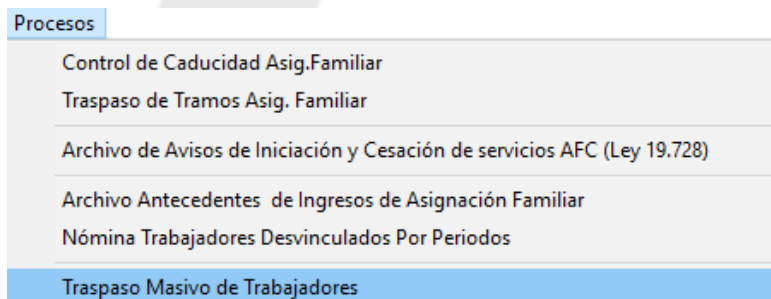 Procesos
Control de Caducidad Asig.Familiar
Traspaso de Tramos Asig. Familiar
Archivo de Avisos de Iniciación y Cesación de servicios AFC (Ley 19.728)
Archivo Antecedentes  de Ingresos de Asignación Familiar
Nómina Trabajadores Desvinculados Por Periodos
Traspaso Masivo de Trabajadores